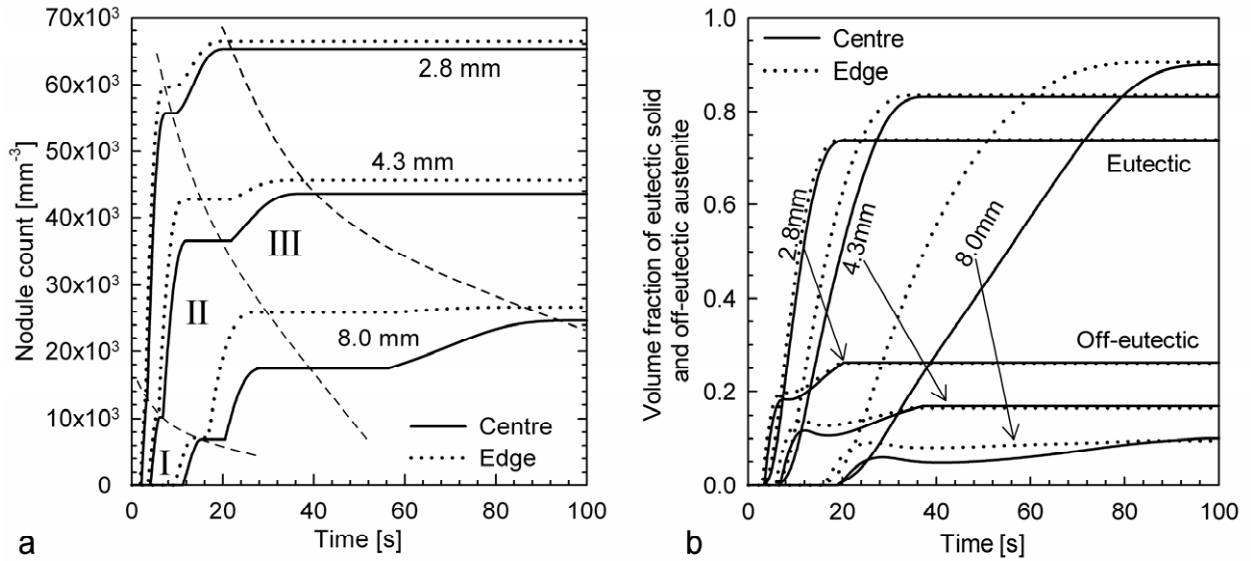 Nodule count [mm⁻³]
70x10³
60x10³
50x10³
40x10³
30x10³
20x10³
10x10³
0
2.8 mm
4.3 mm
8.0 mm
I
II
III
Centre
Edge
0 20 40 60 80 100
Time [s]
a
Volume fraction of eutectic solid
and off-eutectic austenite
1.0
0.8
0.6
0.4
0.2
0.0
Centre
Edge
Eutectic
2.8mm
4.3mm
8.0mm
Off-eutectic
0 20 40 60 80 100
Time [s]
b